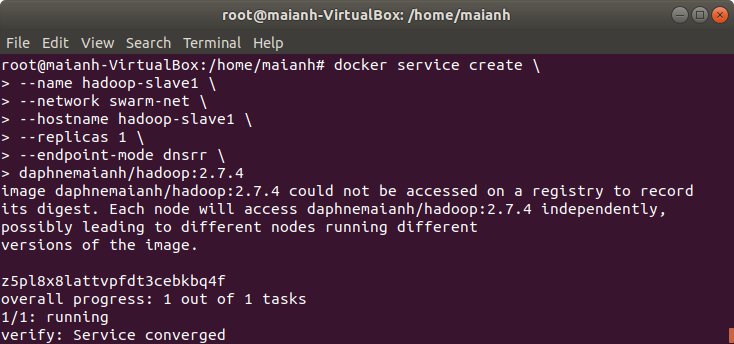 root@maianh-VirtualBox: /home/maianh
File Edit View Search Terminal Help
root@maianh-VirtualBox:/home/maianh# docker service create \
> --name hadoop-slave1 \
> --network swarm-net \
> --hostname hadoop-slave1 \
> --replicas 1 \
> --endpoint-mode dnsrr \
> daphnemaianh/hadoop:2.7.4
image daphnemaianh/hadoop:2.7.4 could not be accessed on a registry to record
its digest. Each node will access daphnemaianh/hadoop:2.7.4 independently,
possibly leading to different nodes running different
versions of the image.
z5pl8x8lattvpfdt3cebkbq4f
overall progress: 1 out of 1 tasks
1/1: running
verify: Service converged